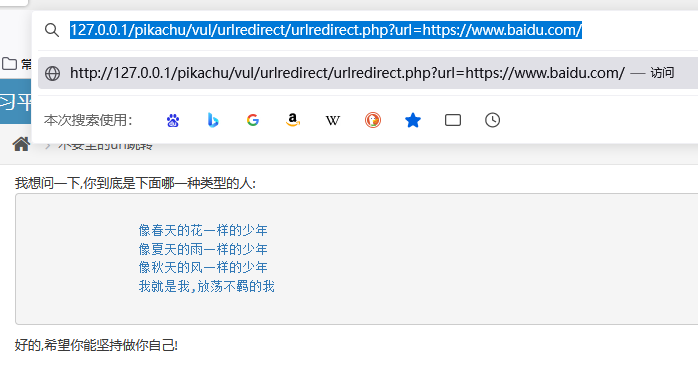 127.0.0.1/pikachu/vul/urlredirect/urlredirect.php?url=https://www.baidu.com/
http://127.0.0.1/pikachu/vul/urlredirect/urlredirect.php?url=https://www.baidu.com/ — 访问
常
习平
本次搜索使用：
不安全的url跳转
我想问一下,你到底是下面哪一种类型的人:
像春天的花一样的少年
像夏天的雨一样的少年
像秋天的风一样的少年
我就是我,放荡不羁的我
好的,希望你能坚持做你自己!